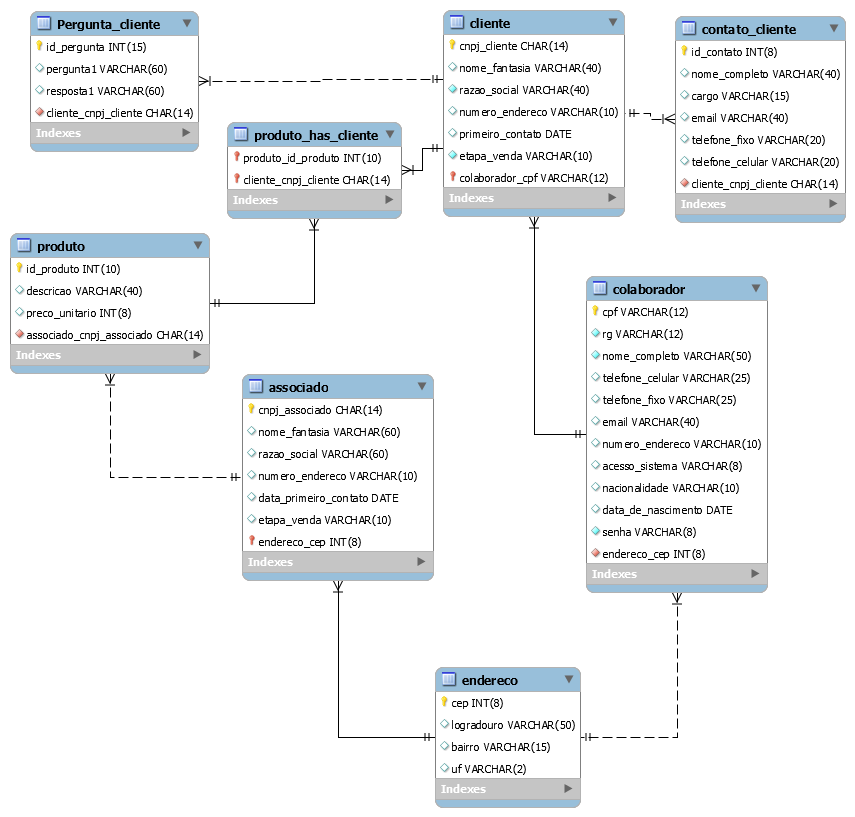 Pergunta_cliente
id_pergunta INT(15)
pergunta1 VARCHAR(60)
resposta1 VARCHAR(60)
cliente_cnpj_cliente CHAR(14)
Indexes
cliente
cnpj_cliente CHAR(14)
nome_fantasia VARCHAR(40)
razao_social VARCHAR(40)
numero_endereco VARCHAR(10)
primeiro_contato DATE
etapa_venda VARCHAR(10)
colaborador_cpf VARCHAR(12)
Indexes
contato_cliente
id_contato INT(8)
nome_completo VARCHAR(40)
cargo VARCHAR(15)
email VARCHAR(40)
telefone_fixo VARCHAR(20)
telefone_celular VARCHAR(20)
cliente_cnpj_cliente CHAR(14)
Indexes
produto_has_cliente
produto_id_produto INT(10)
cliente_cnpj_cliente CHAR(14)
Indexes
produto
id_produto INT(10)
descricao VARCHAR(40)
preco_unitario INT(8)
associado_cnpj_associado CHAR(14)
Indexes
colaborador
cpf VARCHAR(12)
rg VARCHAR(12)
nome_completo VARCHAR(50)
telefone_celular VARCHAR(25)
telefone_fixo VARCHAR(25)
email VARCHAR(40)
numero_endereco VARCHAR(10)
acesso_sistema VARCHAR(8)
nacionalidade VARCHAR(10)
data_de_nascimento DATE
senha VARCHAR(8)
endereco_cep INT(8)
Indexes
associado
cnpj_associado CHAR(14)
nome_fantasia VARCHAR(60)
razao_social VARCHAR(60)
numero_endereco VARCHAR(10)
data_primeiro_contato DATE
etapa_venda VARCHAR(10)
endereco_cep INT(8)
Indexes
endereco
cep INT(8)
logradouro VARCHAR(50)
bairro VARCHAR(15)
uf VARCHAR(2)
Indexes